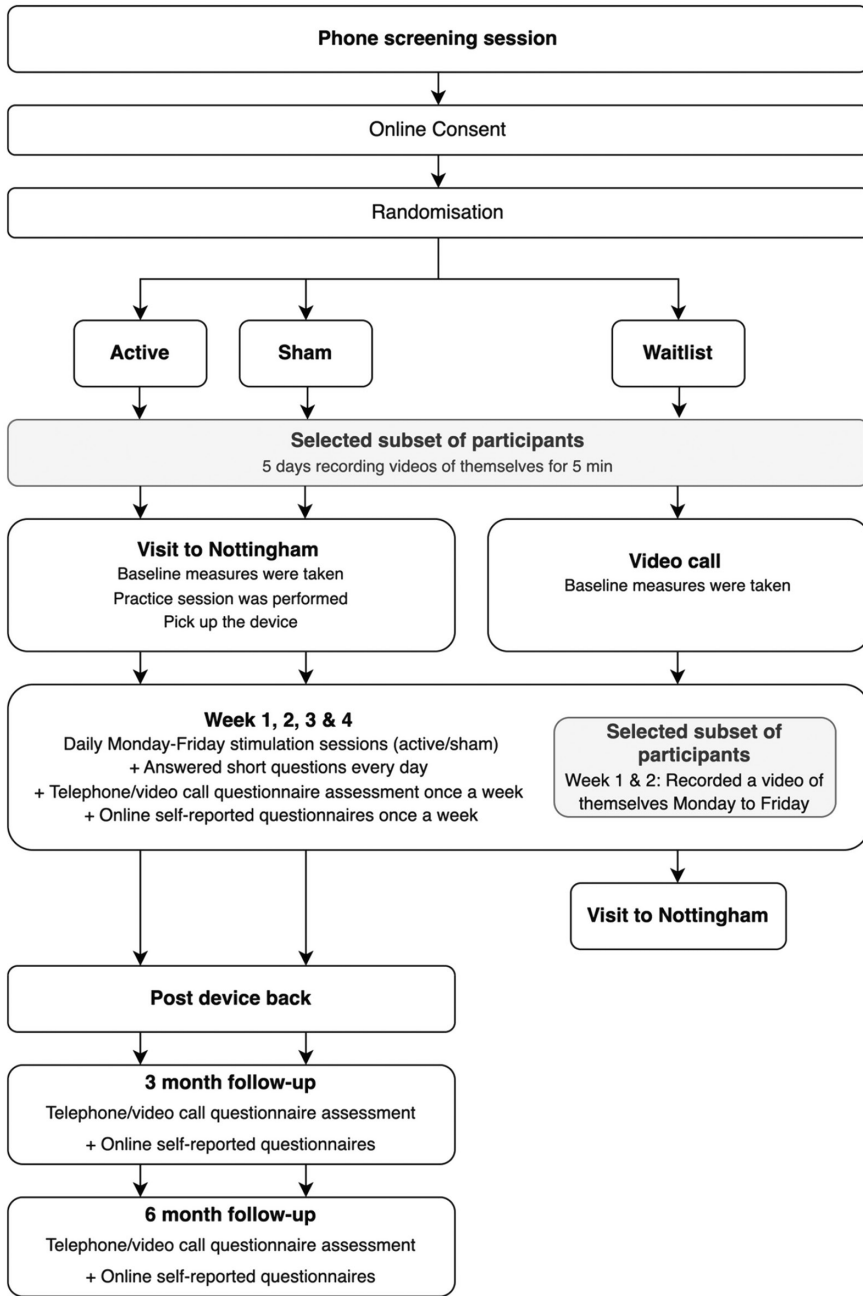 Phone screening session
Online Consent
Randomisation
Active
Sham
Waitlist
Selected subset of participants
5 days recording videos of themselves for 5 min
Visit to Nottingham
Baseline measures were taken
Practice session was performed
Pick up the device
Video call
Baseline measures were taken
Week 1, 2, 3 & 4
Daily Monday-Friday stimulation sessions (active/sham)
+ Answered short questions every day
+ Telephone/video call questionnaire assessment once a week
+ Online self-reported questionnaires once a week
Selected subset of
participants
Week 1 & 2: Recorded a video of
themselves Monday to Friday
Visit to Nottingham
Post device back
3 month follow-up
Telephone/video call questionnaire assessment
+ Online self-reported questionnaires
6 month follow-up
Telephone/video call questionnaire assessment
+ Online self-reported questionnaires